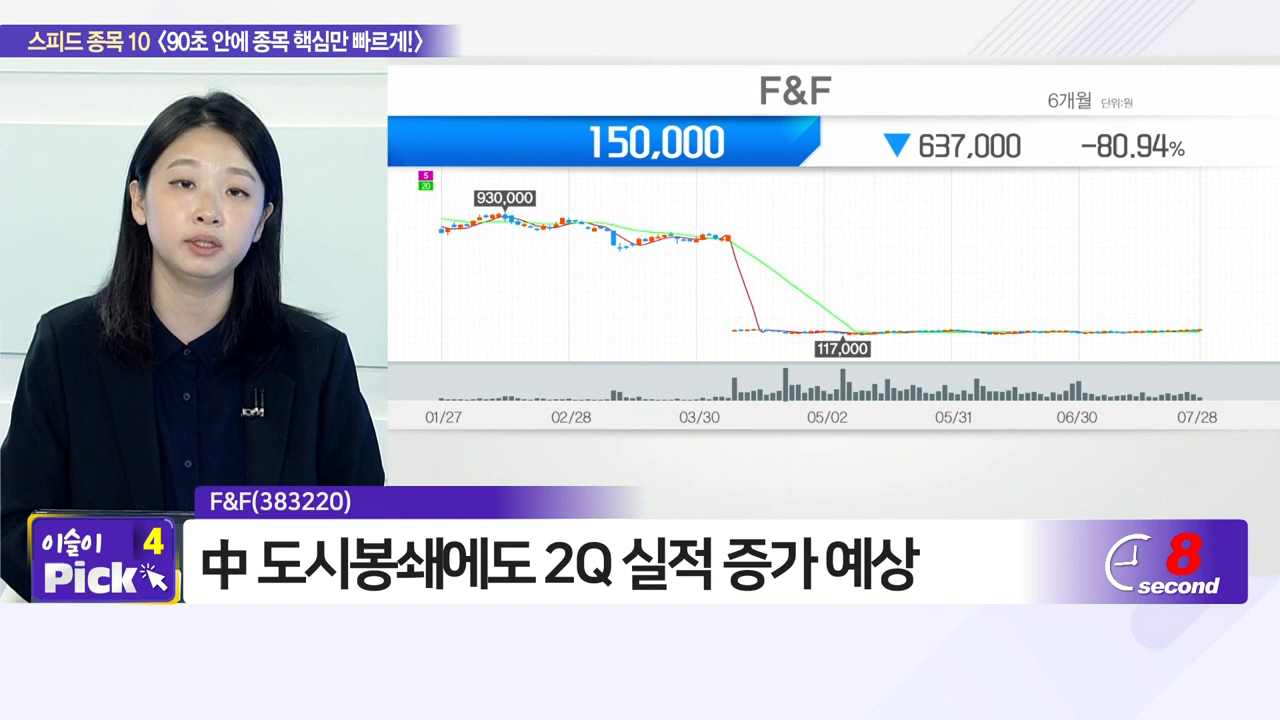 스피드 종목 10 〈90초 안에 종목 핵심만 빠르게!〉
F&F
6개월 단위:원
150,000 ▼ 637,000 -80.94%
5
20
930,000
117,000
01/27 02/28 03/30 05/02 05/31 06/30 07/28
F&F(383220)
이슬이 4
Pick
中 도시봉쇄에도 2Q 실적 증가 예상
8
second